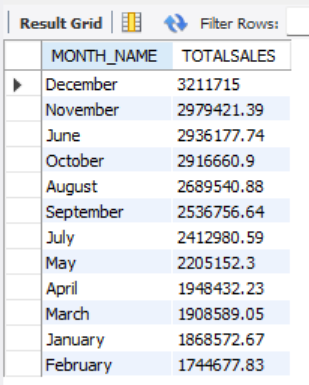 Result Grid Filter Rows:
MONTH_NAME TOTALSALES
December 3211715
November 2979421.39
June 2936177.74
October 2916660.9
August 2689540.88
September 2536756.64
July 2412980.59
May 2205152.3
April 1948432.23
March 1908589.05
January 1868572.67
February 1744677.83